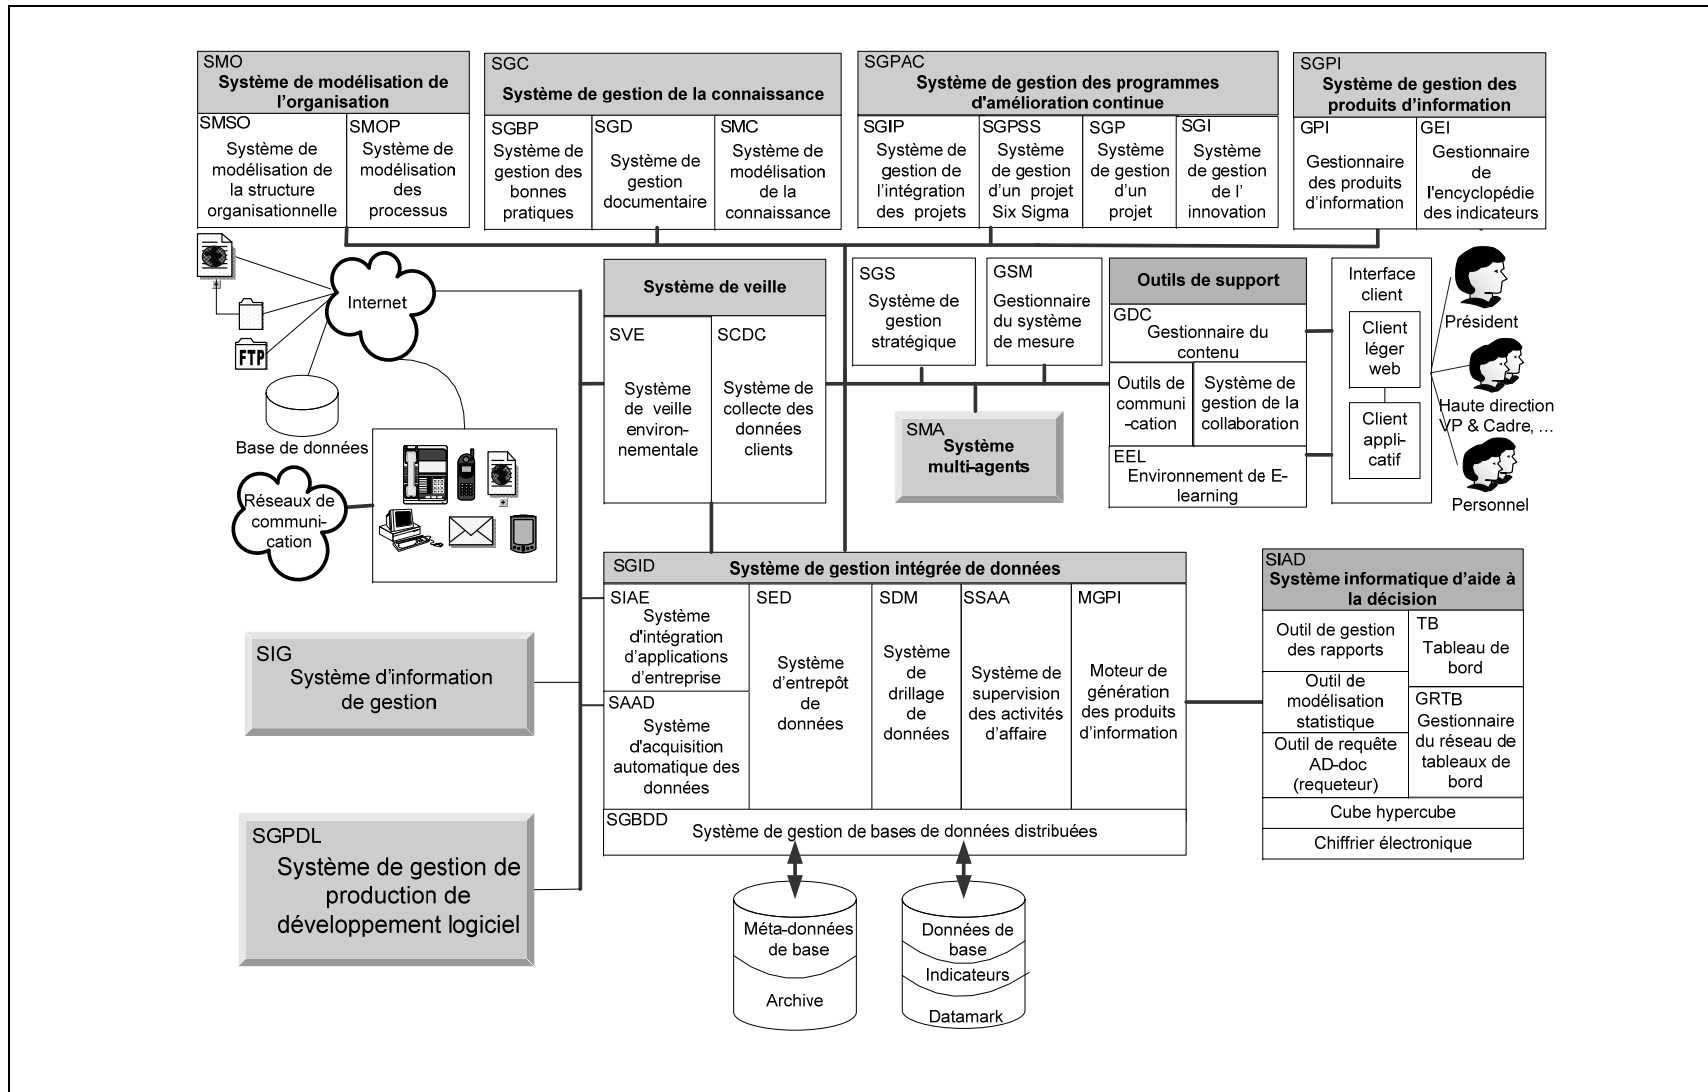 SMO
Système de modélisation de
l'organisation
SMSO
Système de
modélisation de
la structure
organisationnelle
SMOP
Système de
modélisation
des
processus
SGC
Système de gestion de la connaissance
SGBP
Système de
gestion des
bonnes
pratiques
SGD
Système de
gestion
documentaire
SMC
Système de
modélisation
de la
connaissance
SGPAC
Système de gestion des programmes
d'amélioration continue
SGIP
Système de
gestion de
l'intégration
des projets
SGPSS
Système
de gestion
d'un projet
Six Sigma
SGP
Système
de gestion
d'un
projet
SGI
Système
de gestion
de l'
innovation
SGPI
Système de gestion des
produits d'information
GPI
Gestionnaire
des produits
d'information
GEI
Gestionnaire
de
l'encyclopédie
des indicateurs
Internet
FTP
Base de données
Réseaux de
communi-
cation
Système de veille
SVE
Système
de veille
environ-
nementale
SCDC
Système de
collecte des
données
clients
SGS
Système de
gestion
stratégique
GSM
Gestionnaire
du système
de mesure
SMA
Système
multi-agents
Outils de support
GDC
Gestionnaire du
contenu
Outils de
communi
-cation
Système de
gestion de la
collaboration
EEL
Environnement de E-
learning
Interface
client
Client
léger
web
Client
appli-
catif
Président
Haute direction
VP & Cadre, ...
Personnel
SIG
Système d'information
de gestion
SGPDL
Système de gestion de
production de
développement logiciel
SGID
Système de gestion intégrée de données
SIAE
Système
d'intégration
d'applications
d'entreprise
SAAD
Système
d'acquisition
automatique des
données
SED
Système
d'entrepôt
de
données
SDM
Système
de
drillage
de
données
SSAA
Système de
supervision
des activités
d'affaire
MGPI
Moteur de
génération
des produits
d'information
SGBDD
Système de gestion de bases de données distribuées
Méta-données
de base
Archive
Données de
base
Indicateurs
Datamark
SIAD
Système informatique d'aide à
la décision
Outil de gestion
des rapports
Outil de
modélisation
statistique
Outil de requête
AD-doc
(requeteur)
TB
Tableau de
bord
GRTB
Gestionnaire
du réseau de
tableaux de
bord
Cube hypercube
Chiffrier électronique